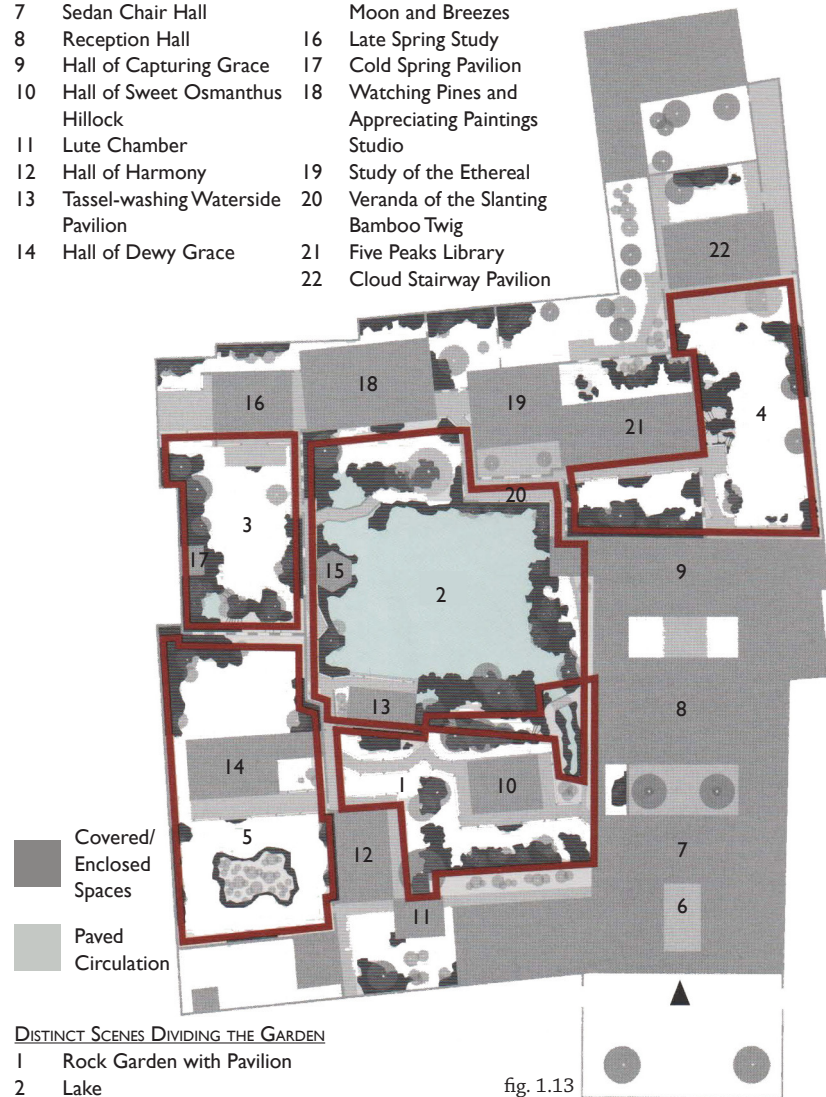 7 Sedan Chair Hall
8 Reception Hall
9 Hall of Capturing Grace
10 Hall of Sweet Osmanthus
Hillock
11 Lute Chamber
12 Hall of Harmony
13 Tassel-washing Waterside
Pavilion
14 Hall of Dewy Grace
Moon and Breezes
16 Late Spring Study
17 Cold Spring Pavilion
18 Watching Pines and
Appreciating Paintings
Studio
19 Study of the Ethereal
20 Veranda of the Slanting
Bamboo Twig
21 Five Peaks Library
22 Cloud Stairway Pavilion
22
4
18
16
19
21
20
3
17
15
2
9
13
8
14
1
10
5
12
7
6
11
Covered/
Enclosed
Spaces
Paved
Circulation
DISTINCT SCENES DIVIDING THE GARDEN
1 Rock Garden with Pavilion
2 Lake
fig. 1.13